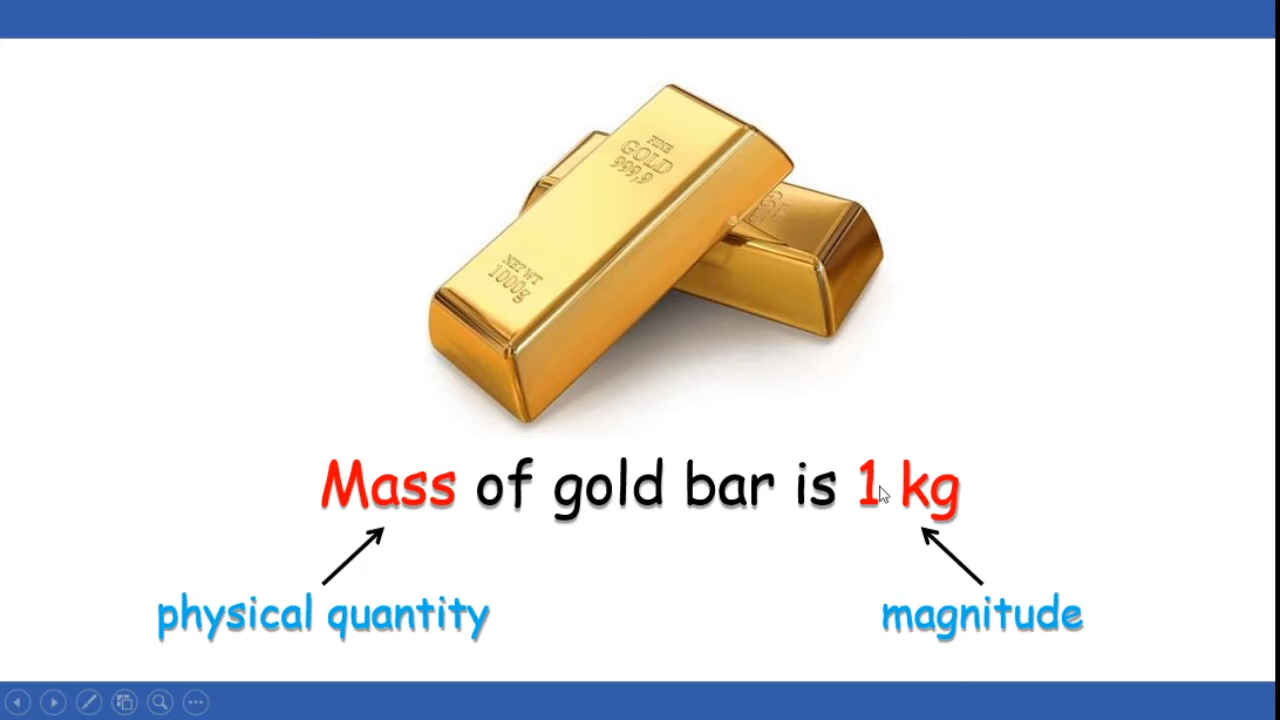 FINE
GOLD
999,9
NET WT
1000g
Mass of gold bar is 1 kg
physical quantity
magnitude